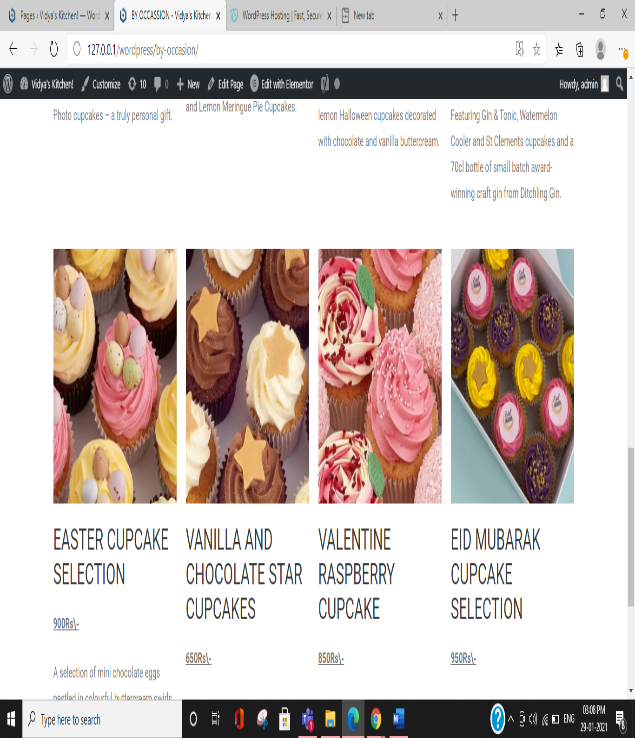 Pages ‹ Vidya's Kitchen! — Word
BY OCCASSION - Vidya's Kitchen
WordPress Hosting | Fast, Secure
New tab
127.0.0.1/wordpress/by-occasion/
Vidya's Kitchen!
Customize
10
0
New
Edit Page
Edit with Elementor
Howdy, admin
Photo cupcakes – a truly personal gift.
and Lemon Meringue Pie Cupcakes.
lemon Halloween cupcakes decorated
with chocolate and vanilla buttercream.
Featuring Gin & Tonic, Watermelon
Cooler and St Clements cupcakes and a
70cl bottle of small batch award-
winning craft gin from Ditchling Gin.
EASTER CUPCAKE
SELECTION
900Rs\-
A selection of mini chocolate eggs
nestled in colourful buttercream swirls
VANILLA AND
CHOCOLATE STAR
CUPCAKES
650Rs\-
VALENTINE
RASPBERRY
CUPCAKE
850Rs\-
EID MUBARAK
CUPCAKE
SELECTION
950Rs\-
Type here to search
ENG
03:08 PM
29-01-2021